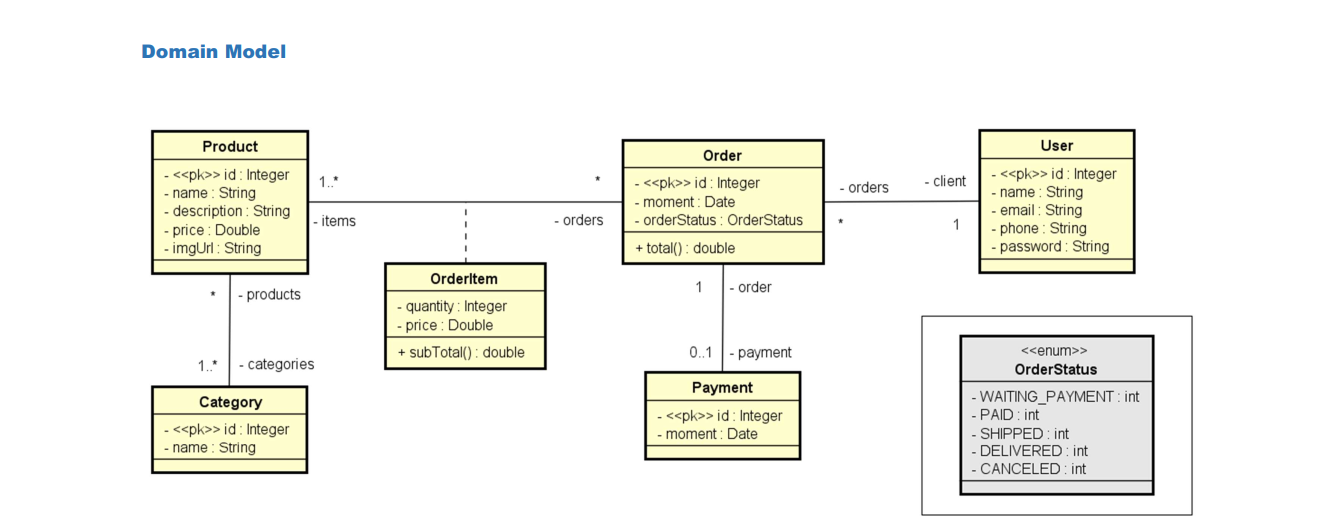 Domain Model
Product
- <<pk>> id : Integer
- name : String
- description : String
- price : Double
- imgUrl : String
1..*
- items
*
- orders
Order
- <<pk>> id : Integer
- moment : Date
- orderStatus : OrderStatus
+ total() : double
- orders
*
- client
1
User
- <<pk>> id : Integer
- name : String
- email : String
- phone : String
- password : String
OrderItem
- quantity : Integer
- price : Double
+ subTotal() : double
* - products
1..* - categories
Category
- <<pk>> id : Integer
- name : String
1 - order
0..1 - payment
Payment
- <<pk>> id : Integer
- moment : Date
<<enum>>
OrderStatus
- WAITING_PAYMENT : int
- PAID : int
- SHIPPED : int
- DELIVERED : int
- CANCELED : int